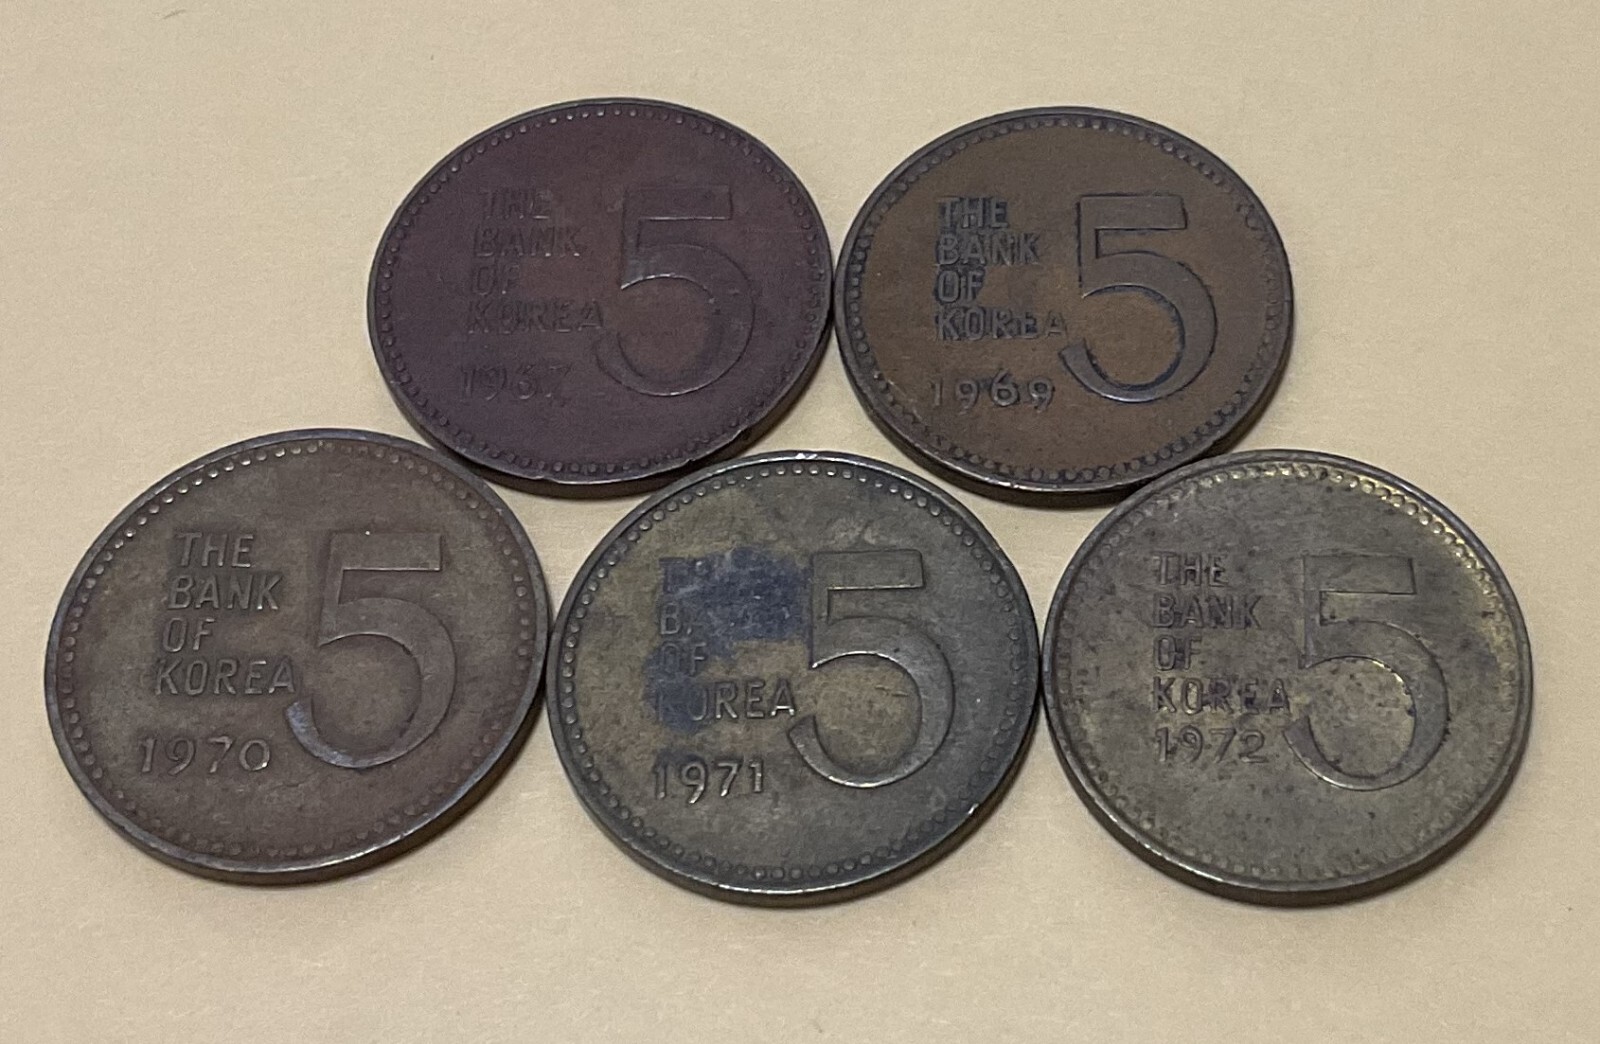 THE
BANK
OF
KOREA
1967
5
THE
BANK
OF
KOREA
1969
5
THE
BANK
OF
KOREA
1970
5
OF
KOREA
1971
5
THE
BANK
OF
KOREA
1972
5